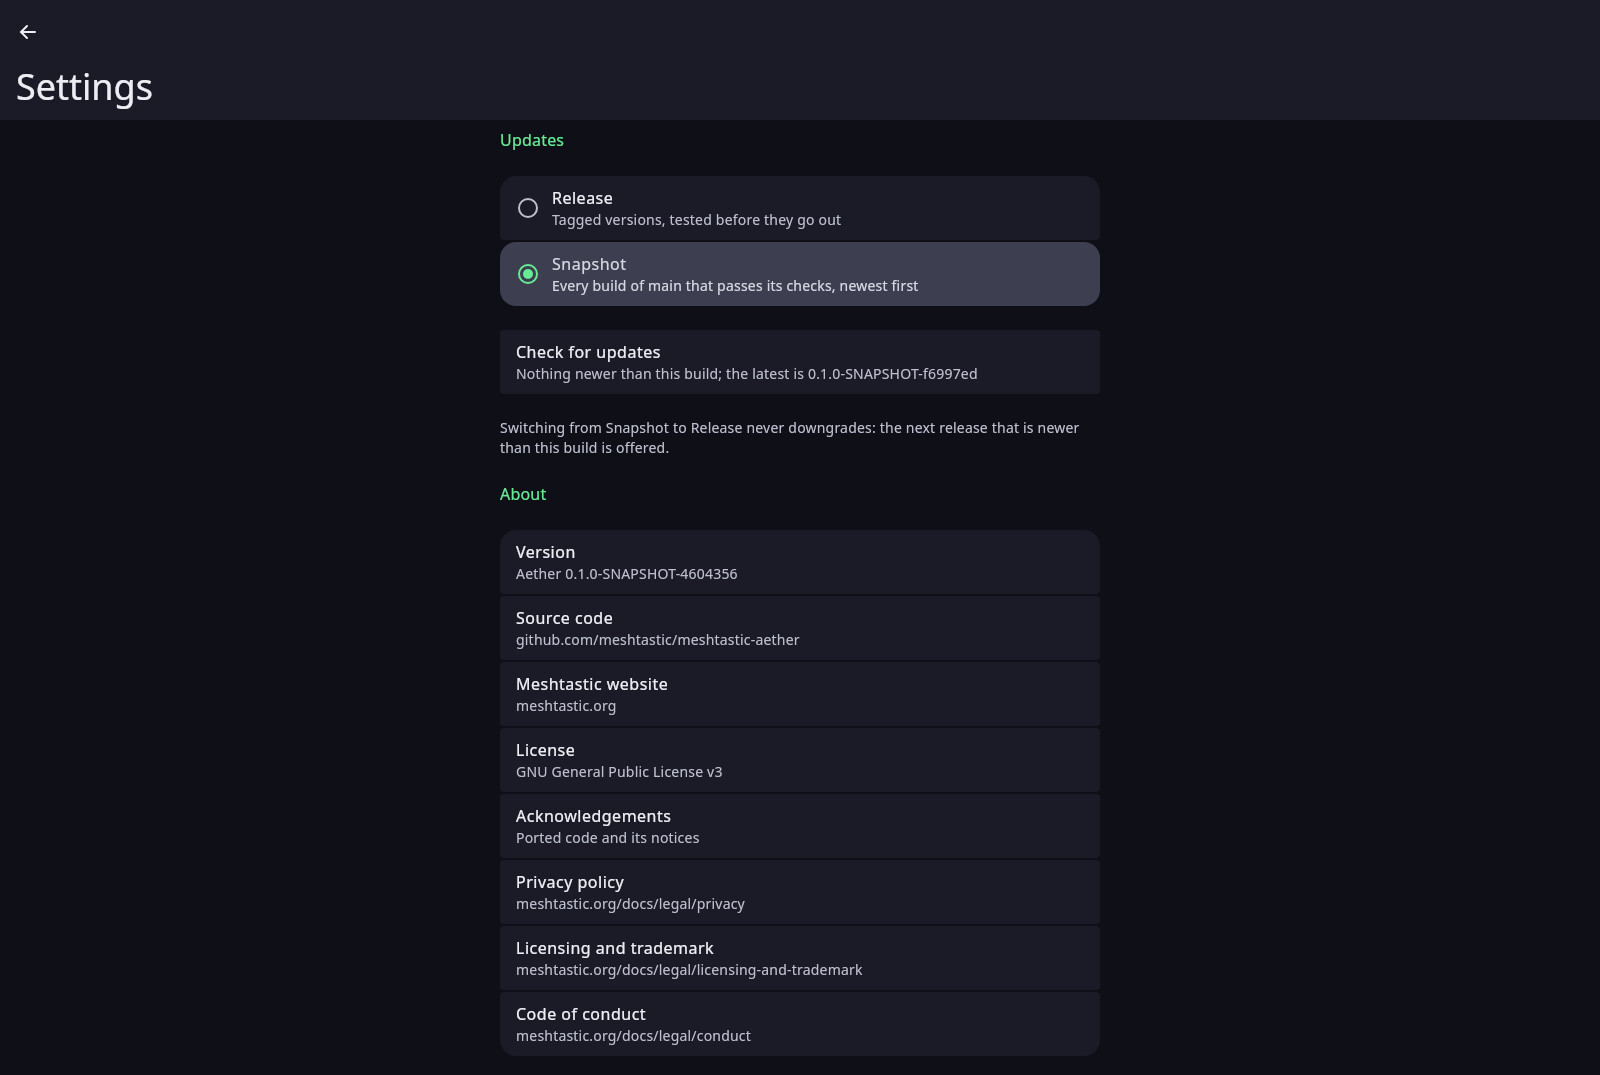 Settings
Updates
Release
Tagged versions, tested before they go out
Snapshot
Every build of main that passes its checks, newest first
Check for updates
Nothing newer than this build; the latest is 0.1.0-SNAPSHOT-f6997ed
Switching from Snapshot to Release never downgrades: the next release that is newer
than this build is offered.
About
Version
Aether 0.1.0-SNAPSHOT-4604356
Source code
github.com/meshtastic/meshtastic-aether
Meshtastic website
meshtastic.org
License
GNU General Public License v3
Acknowledgements
Ported code and its notices
Privacy policy
meshtastic.org/docs/legal/privacy
Licensing and trademark
meshtastic.org/docs/legal/licensing-and-trademark
Code of conduct
meshtastic.org/docs/legal/conduct